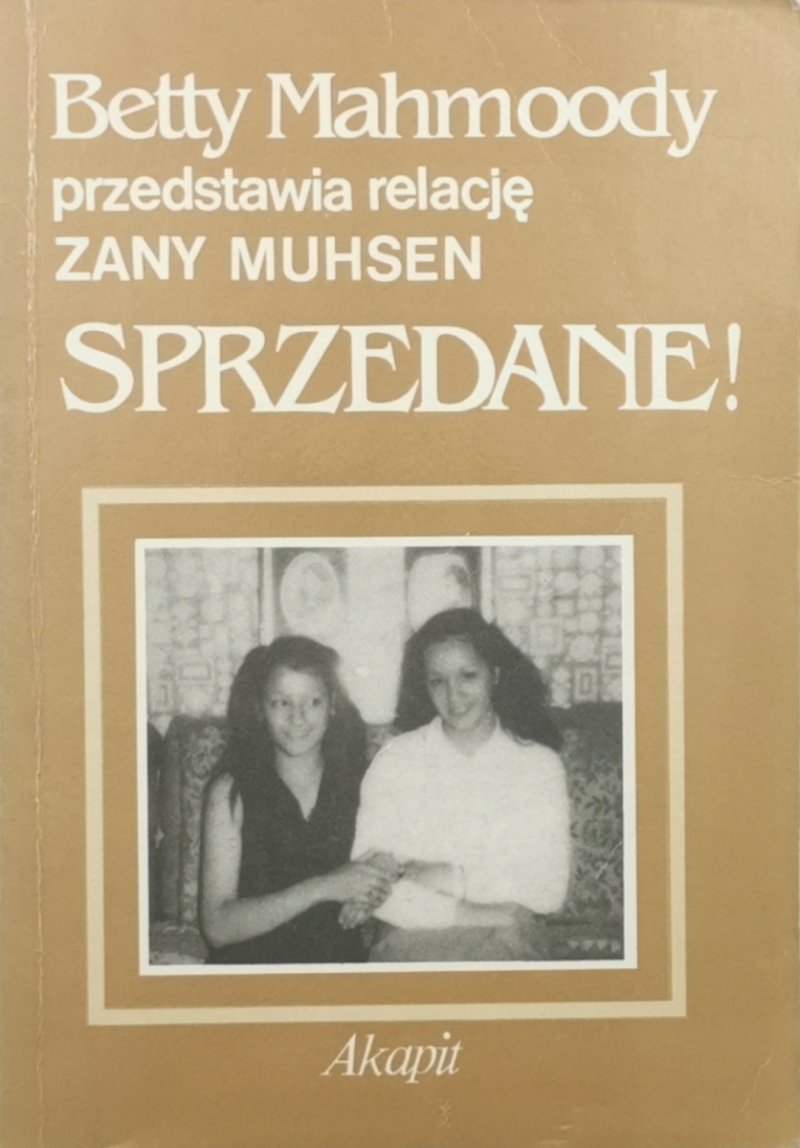 Betty Mahmoody
przedstawia relację
ZANY MUHSEN
SPRZEDANE!
Akapit